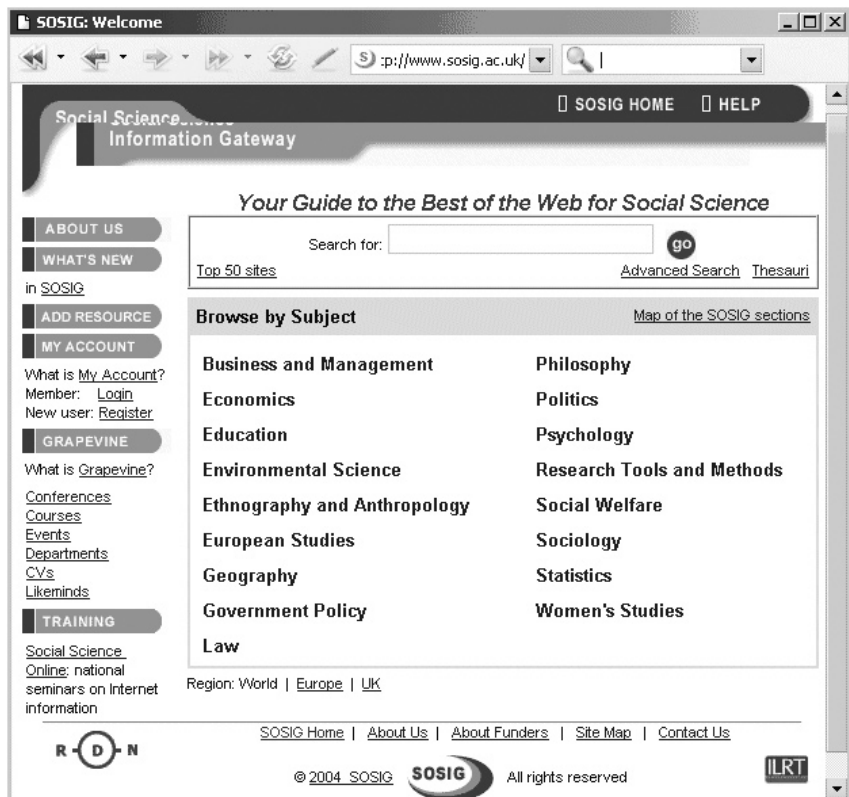 SOSIG: Welcome
:p://www.sosig.ac.uk/
SOSIG HOME HELP
Social Science
Information Gateway
Your Guide to the Best of the Web for Social Science
ABOUT US
WHAT'S NEW
in SOSIG
ADD RESOURCE
MY ACCOUNT
What is My Account?
Member: Login
New user: Register
GRAPEVINE
What is Grapevine?
Conferences
Courses
Events
Departments
CVs
Likeminds
TRAINING
Social Science
Online: national
seminars on Internet
information
R D N
Search for: go
Top 50 sites Advanced Search Thesauri
Browse by Subject Map of the SOSIG sections
Business and Management
Economics
Education
Environmental Science
Ethnography and Anthropology
European Studies
Geography
Government Policy
Law
Philosophy
Politics
Psychology
Research Tools and Methods
Social Welfare
Sociology
Statistics
Women's Studies
Region: World | Europe | UK
SOSIG Home | About Us | About Funders | Site Map | Contact Us
© 2004 SOSIG SOSIG All rights reserved
ILRT